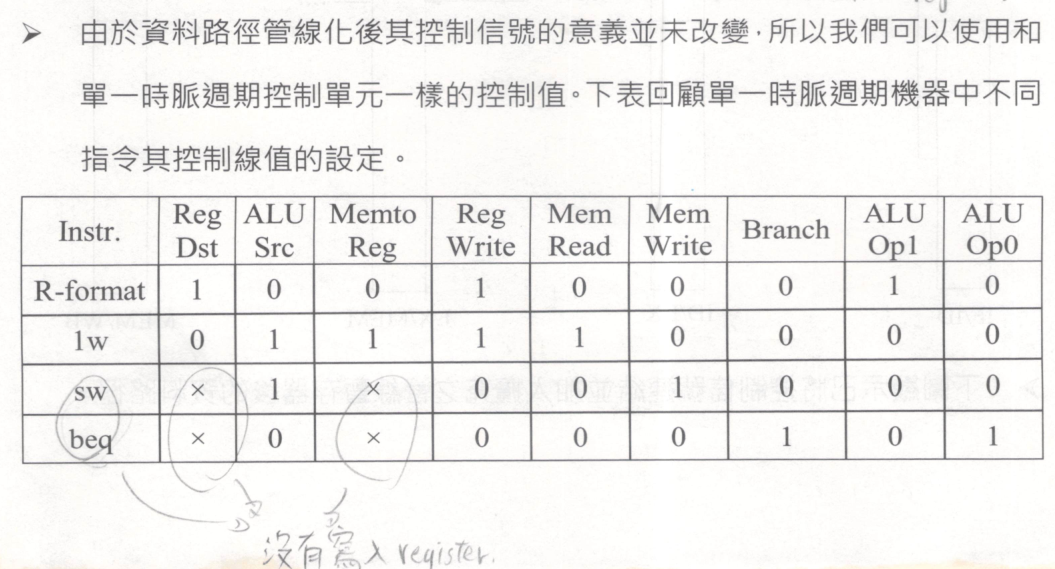 ➤ 由於資料路徑管線化後其控制信號的意義並未改變，所以我們可以使用和
單一時脈週期控制單元一樣的控制值。下表回顧單一時脈週期機器中不同
指令其控制線值的設定。
Instr. Reg Dst ALU Src Memto Reg Reg Write Mem Read Mem Write Branch ALU Op1 ALU Op0
R-format 1 0 0 1 0 0 0 1 0
lw 0 1 1 1 1 0 0 0 0
sw × 1 × 0 0 1 0 0 0
beq × 0 × 0 0 0 1 0 1
沒有寫入 register.